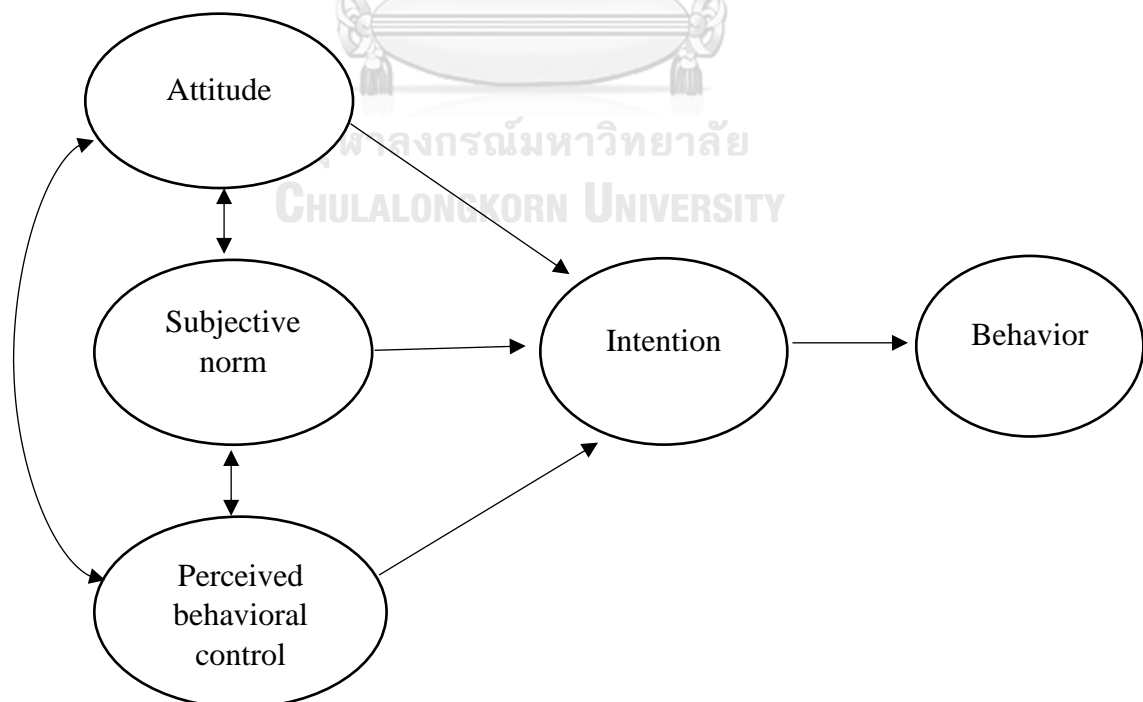 Attitude
จุฬาลงกรณ์มหาวิทยาลัย
CHULALONGKORN UNIVERSITY
Subjective
norm
Intention
Behavior
Perceived
behavioral
control